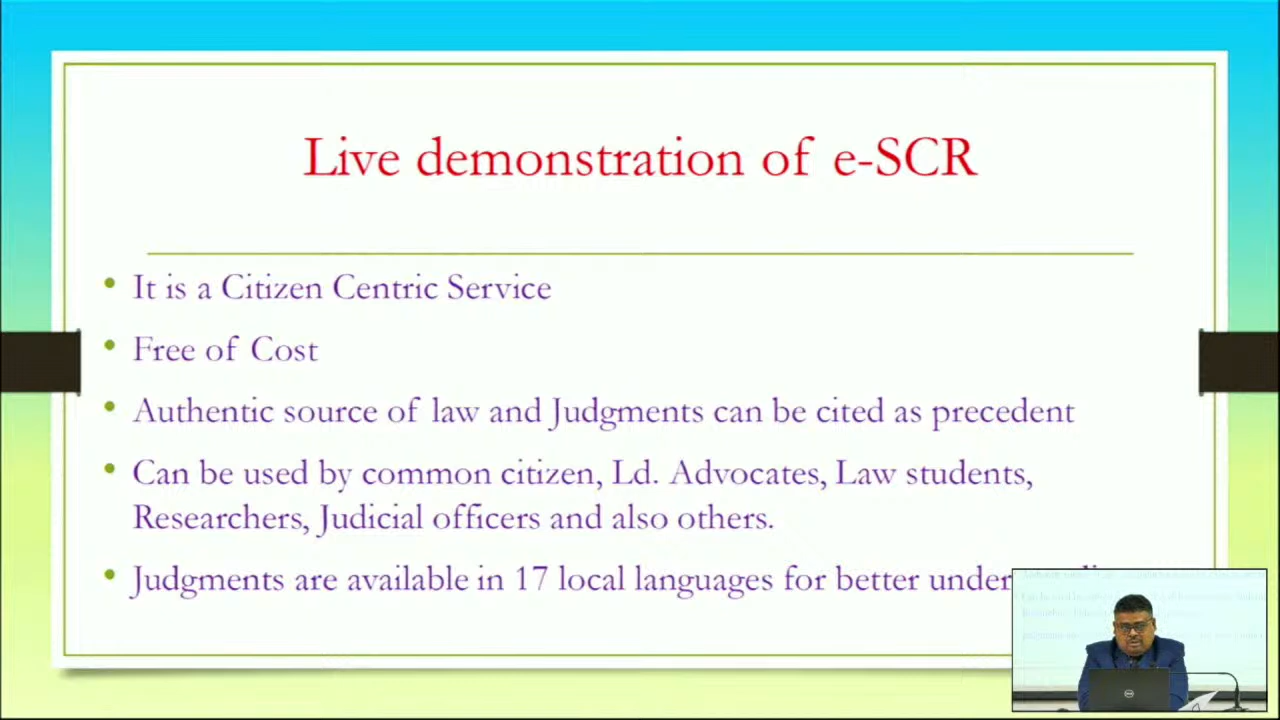 Live demonstration of e-SCR
• It is a Citizen Centric Service
• Free of Cost
• Authentic source of law and Judgments can be cited as precedent
• Can be used by common citizen, Ld. Advocates, Law students,
Researchers, Judicial officers and also others.
• Judgments are available in 17 local languages for better